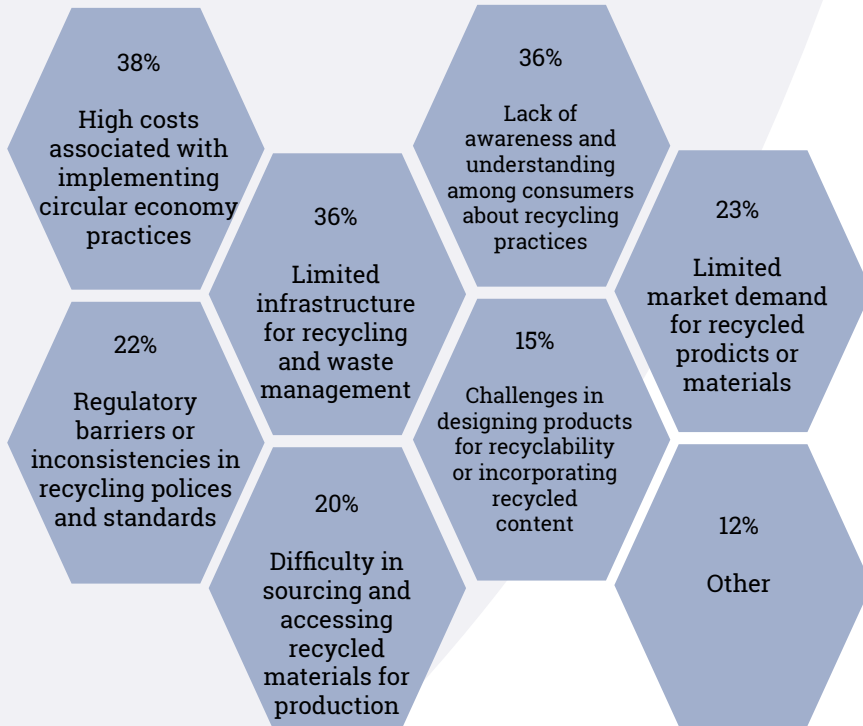 38%
High costs
associated with
implementing
circular economy
practices
36%
Limited
infrastructure
for recycling
and waste
management
36%
Lack of
awareness and
understanding
among consumers
about recycling
practices
23%
Limited
market demand
for recycled
prodicts or
materials
22%
Regulatory
barriers or
inconsistencies in
recycling polices
and standards
20%
Difficulty in
sourcing and
accessing
recycled
materials for
production
15%
Challenges in
designing products
for recyclability
or incorporating
recycled
content
12%
Other